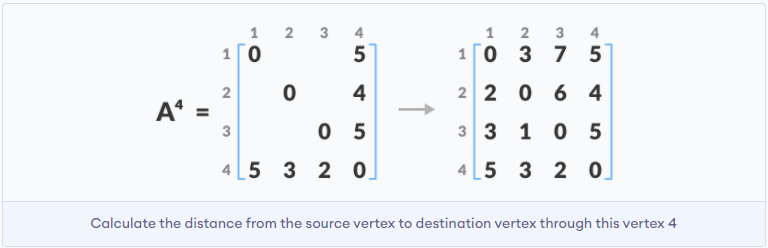 1 2 3 4 1 2 3 4
1 0 5 1 0 3 7 5
2 0 4 2 2 0 6 4
A⁴ =
3 0 5 3 3 1 0 5
4 5 3 2 0 4 5 3 2 0
Calculate the distance from the source vertex to destination vertex through this vertex 4